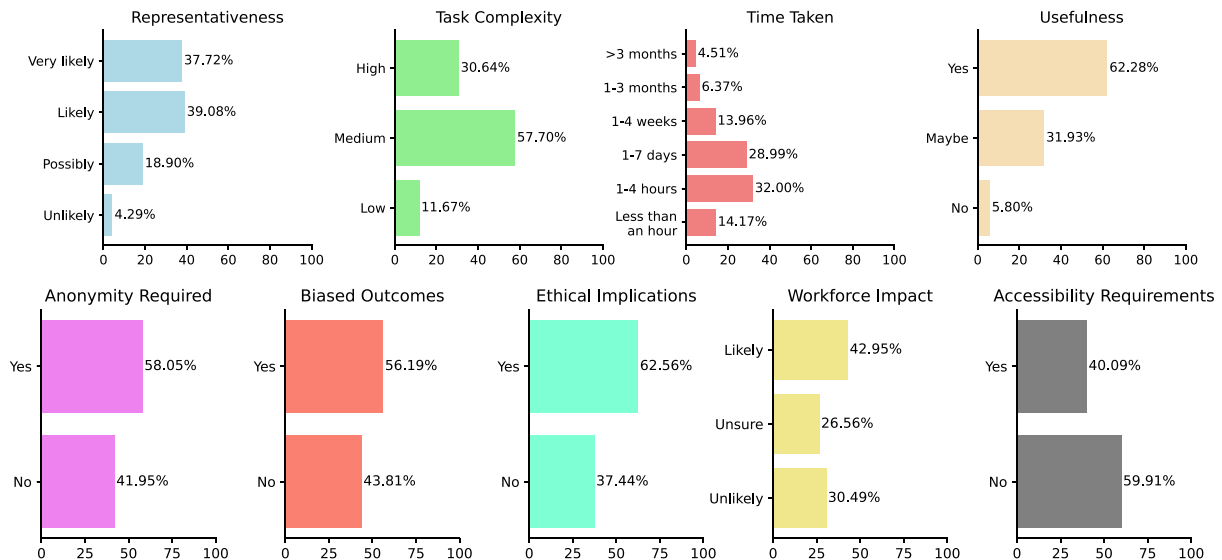 Representativeness
Very likely
37.72%
Likely
39.08%
Possibly
18.90%
Unlikely
4.29%
0 20 40 60 80 100
Task Complexity
High
30.64%
Medium
57.70%
Low
11.67%
0 20 40 60 80 100
Time Taken
>3 months
4.51%
1-3 months
6.37%
1-4 weeks
13.96%
1-7 days
28.99%
1-4 hours
32.00%
Less than
an hour
14.17%
0 20 40 60 80 100
Usefulness
Yes
62.28%
Maybe
31.93%
No
5.80%
0 20 40 60 80 100
Anonymity Required
Yes
58.05%
No
41.95%
0 25 50 75 100
Biased Outcomes
Yes
56.19%
No
43.81%
0 25 50 75 100
Ethical Implications
Yes
62.56%
No
37.44%
0 25 50 75 100
Workforce Impact
Likely
42.95%
Unsure
26.56%
Unlikely
30.49%
0 25 50 75 100
Accessibility Requirements
Yes
40.09%
No
59.91%
0 25 50 75 100